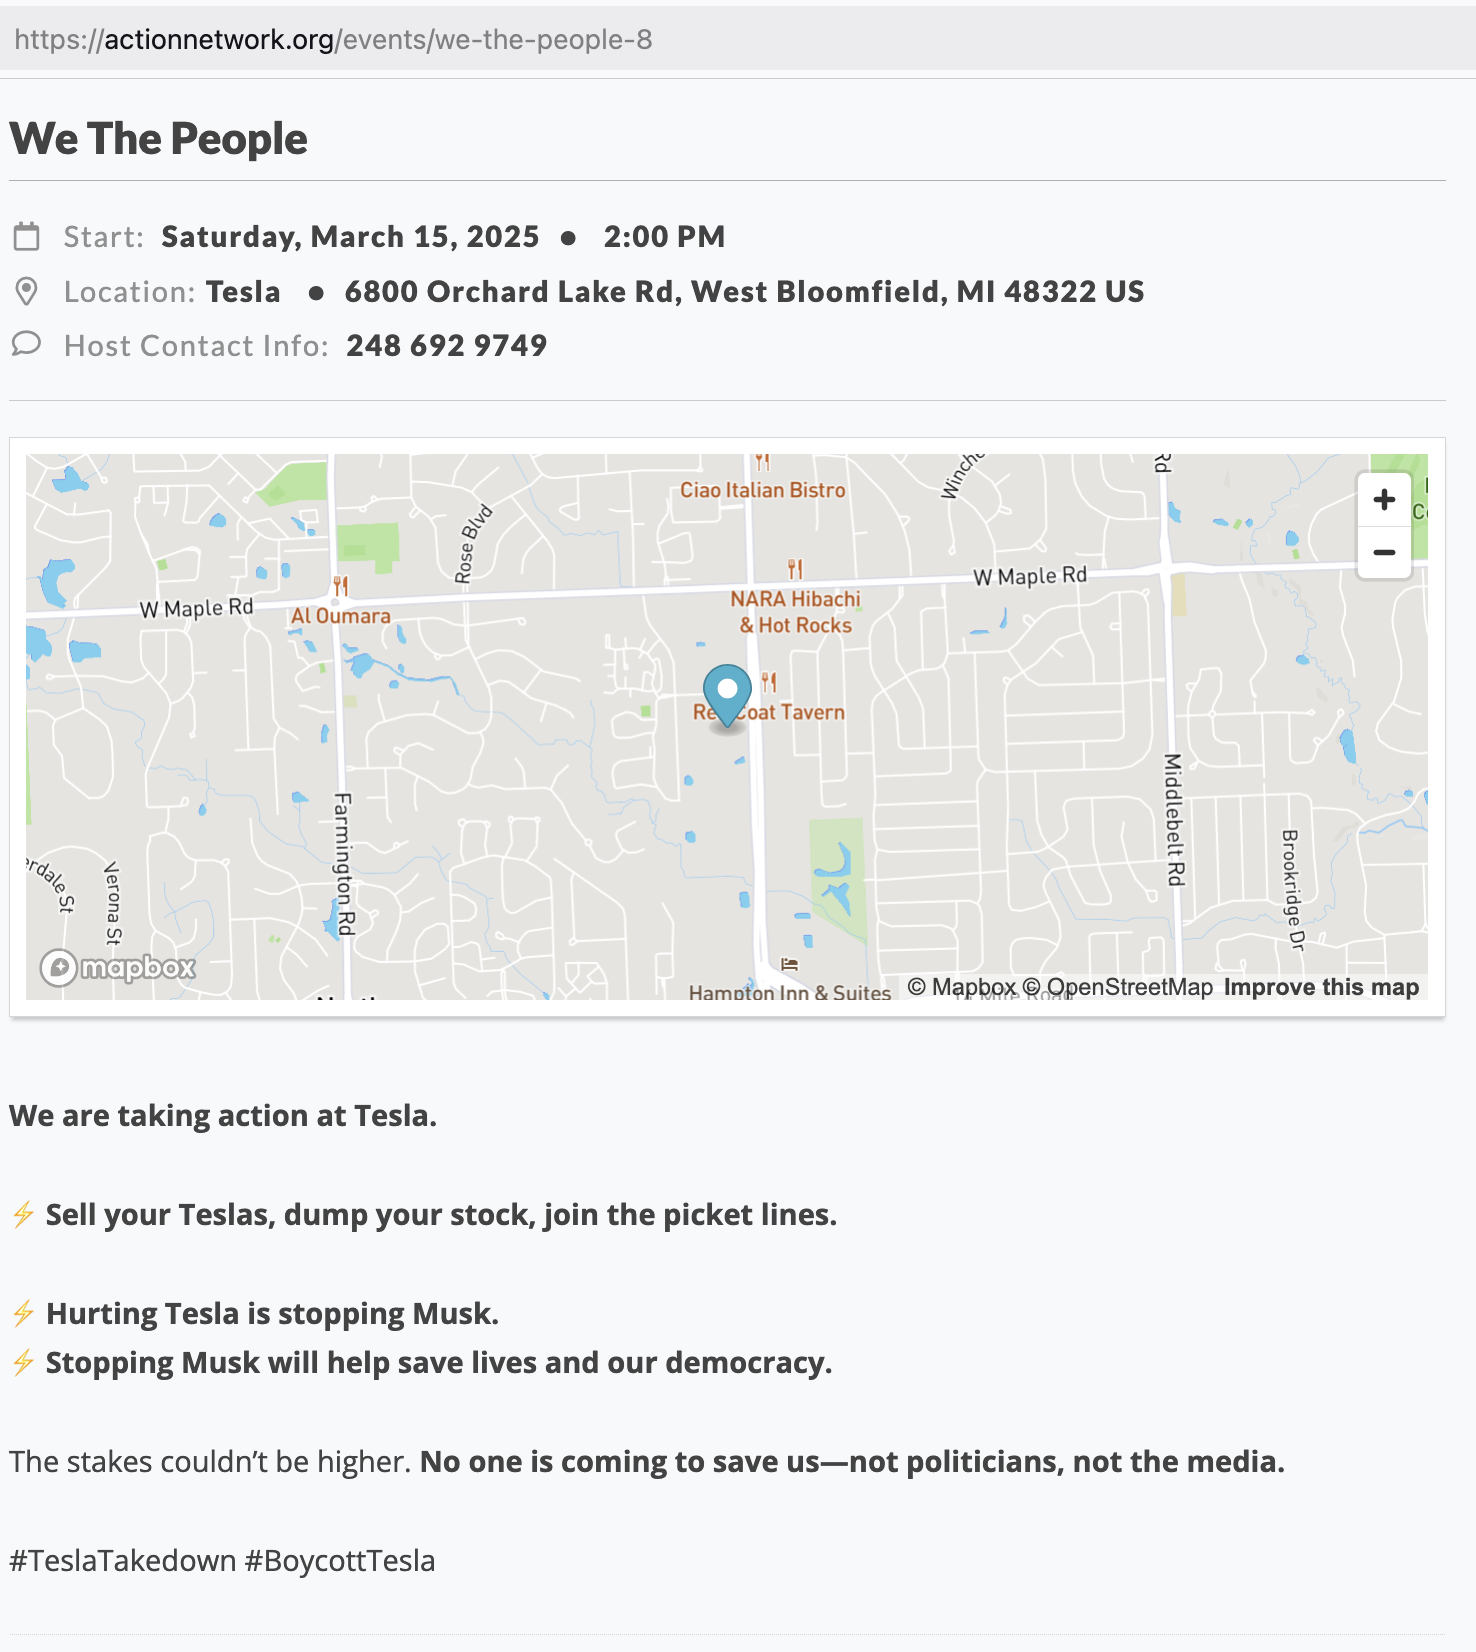 https://actionnetwork.org/events/we-the-people-8
We The People
Start: Saturday, March 15, 2025 ● 2:00 PM
Location: Tesla ● 6800 Orchard Lake Rd, West Bloomfield, MI 48322 US
Host Contact Info: 248 692 9749
Rd
Ciao Italian Bistro
Rose Blvd
+
−
W Maple Rd
NARA Hibachi
& Hot Rocks
W Maple Rd
Al Oumara
Coat Tavern
Farmington Rd
Middlebelt Rd
Brookridge Dr
Verona St
erdale St
mapbox
Hampton Inn & Suites
© Mapbox © OpenStreetMap Improve this map
We are taking action at Tesla.
⚡ Sell your Teslas, dump your stock, join the picket lines.
⚡ Hurting Tesla is stopping Musk.
⚡ Stopping Musk will help save lives and our democracy.
The stakes couldn’t be higher. No one is coming to save us—not politicians, not the media.
#TeslaTakedown #BoycottTesla